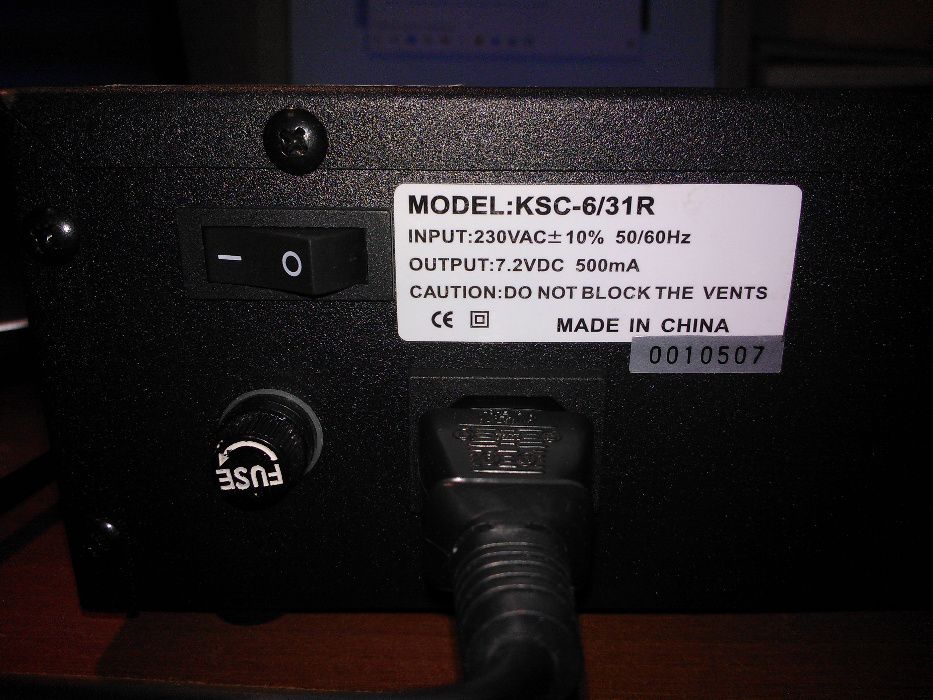 MODEL:KSC-6/31R
INPUT:230VAC±10% 50/60Hz
OUTPUT:7.2VDC 500mA
CAUTION:DO NOT BLOCK THE VENTS
CE
MADE IN CHINA
0010507
— O
FUSE